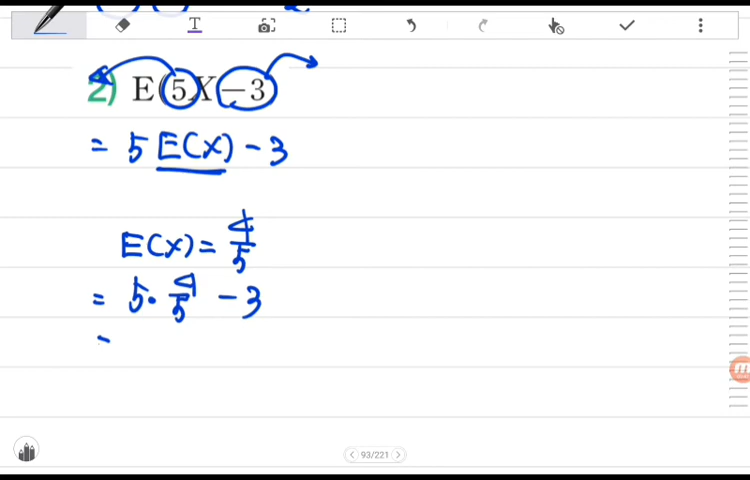 2) E(5X-3
= 5 E(X) - 3
E(X) = 4/5
= 5 · 4/5 - 3
93/221